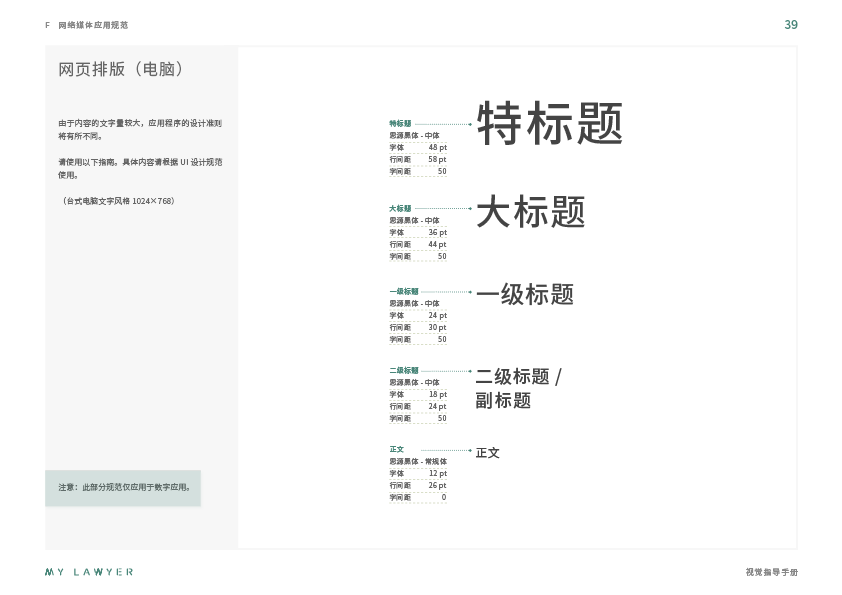 F 网络媒体应用规范
39
网页排版（电脑）
由于内容的文字量较大，应用程序的设计准则
将有所不同。
请使用以下指南。具体内容请根据 UI 设计规范
使用。
（台式电脑文字风格 1024×768）
注意：此部分规范仅应用于数字应用。
特标题
思源黑体 - 中体
字体 48 pt
行间距 58 pt
字间距 50
特标题
大标题
思源黑体 - 中体
字体 36 pt
行间距 44 pt
字间距 50
大标题
一级标题
思源黑体 - 中体
字体 24 pt
行间距 30 pt
字间距 50
一级标题
二级标题
思源黑体 - 中体
字体 18 pt
行间距 24 pt
字间距 50
二级标题 /
副标题
正文
思源黑体 - 常规体
字体 12 pt
行间距 26 pt
字间距 0
正文
MY LAWYER
视觉指导手册